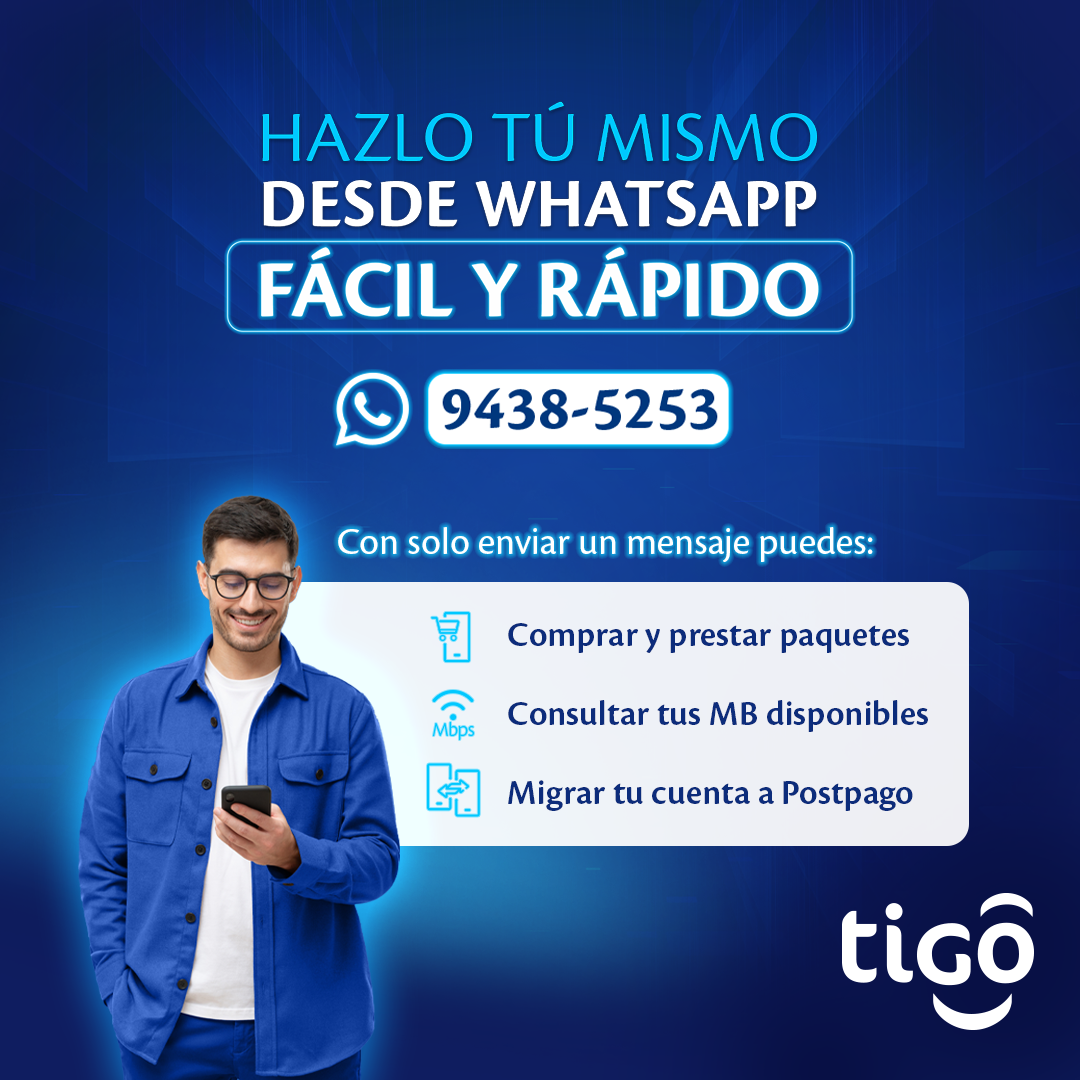 HAZLO TÚ MISMO
DESDE WHATSAPP
FÁCIL Y RÁPIDO
9438-5253
Con solo enviar un mensaje puedes:
Comprar y prestar paquetes
Mbps
Consultar tus MB disponibles
Migrar tu cuenta a Postpago
tigo